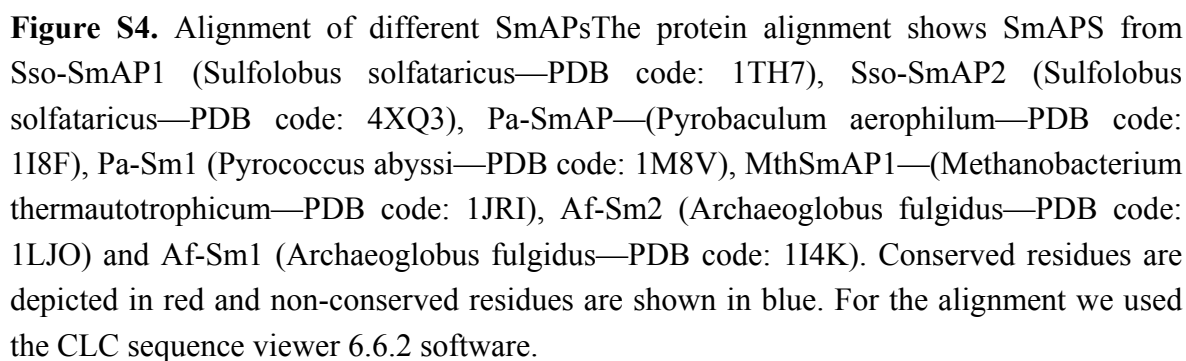 Figure S4. Alignment of different SmAPsThe protein alignment shows SmAPS from
Sso-SmAP1 (Sulfolobus solfataricus—PDB code: 1TH7), Sso-SmAP2 (Sulfolobus
solfataricus—PDB code: 4XQ3), Pa-SmAP—(Pyrobaculum aerophilum—PDB code:
1I8F), Pa-Sm1 (Pyrococcus abyssi—PDB code: 1M8V), MthSmAP1—(Methanobacterium
thermautotrophicum—PDB code: 1JRI), Af-Sm2 (Archaeoglobus fulgidus—PDB code:
1LJO) and Af-Sm1 (Archaeoglobus fulgidus—PDB code: 1I4K). Conserved residues are
depicted in red and non-conserved residues are shown in blue. For the alignment we used
the CLC sequence viewer 6.6.2 software.